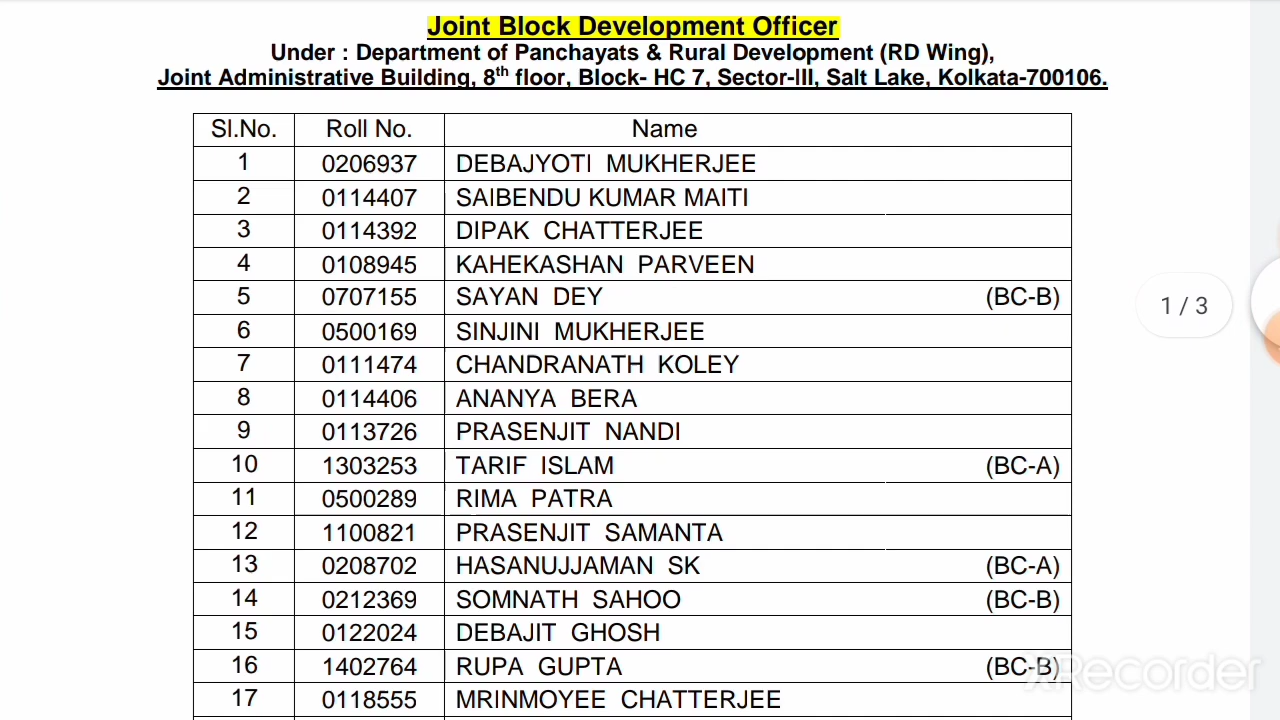 Joint Block Development Officer
Under : Department of Panchayats & Rural Development (RD Wing),
Joint Administrative Building, 8th floor, Block- HC 7, Sector-III, Salt Lake, Kolkata-700106.
Sl.No. Roll No. Name
1 0206937 DEBAJYOTI MUKHERJEE
2 0114407 SAIBENDU KUMAR MAITI
3 0114392 DIPAK CHATTERJEE
4 0108945 KAHEKASHAN PARVEEN
5 0707155 SAYAN DEY (BC-B)
1 / 3
6 0500169 SINJINI MUKHERJEE
7 0111474 CHANDRANATH KOLEY
8 0114406 ANANYA BERA
9 0113726 PRASENJIT NANDI
10 1303253 TARIF ISLAM (BC-A)
11 0500289 RIMA PATRA
12 1100821 PRASENJIT SAMANTA
13 0208702 HASANUJJAMAN SK (BC-A)
14 0212369 SOMNATH SAHOO (BC-B)
15 0122024 DEBAJIT GHOSH
16 1402764 RUPA GUPTA (BC-B)
XRecorder
17 0118555 MRINMOYEE CHATTERJEE